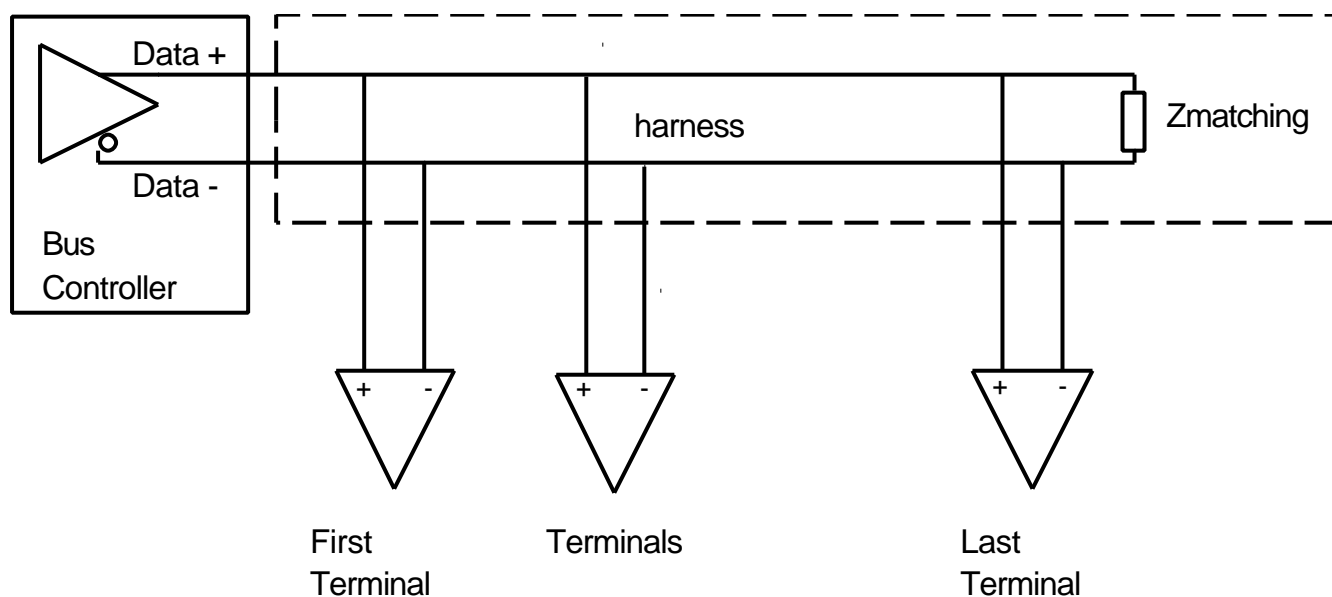 Data +
harness
Zmatching
Data -
Bus
Controller
+ -
+ -
+ -
First
Terminal
Terminals
Last
Terminal